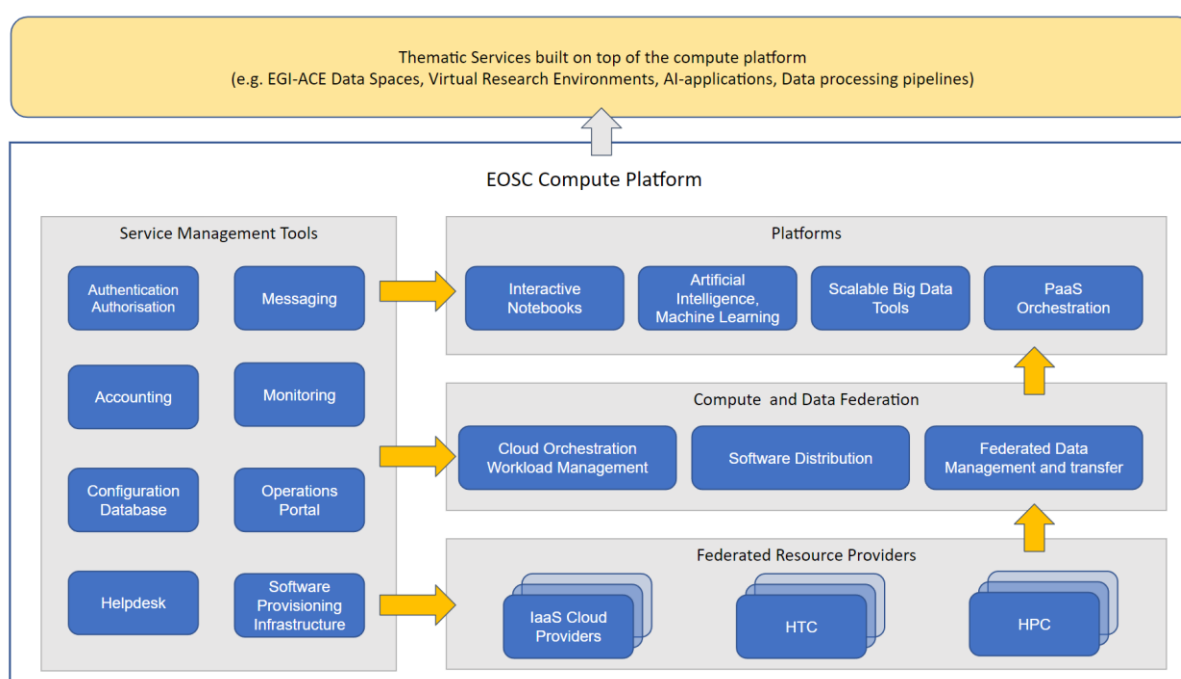 Thematic Services built on top of the compute platform
(e.g. EGI-ACE Data Spaces, Virtual Research Environments, AI-applications, Data processing pipelines)
EOSC Compute Platform
Service Management Tools
Authentication
Authorisation
Messaging
Accounting
Monitoring
Configuration
Database
Operations
Portal
Helpdesk
Software
Provisioning
Infrastructure
Platforms
Interactive
Notebooks
Artificial
Intelligence,
Machine Learning
Scalable Big Data
Tools
PaaS
Orchestration
Compute and Data Federation
Cloud Orchestration
Workload Management
Software Distribution
Federated Data
Management and transfer
Federated Resource Providers
IaaS Cloud
Providers
HTC
HPC